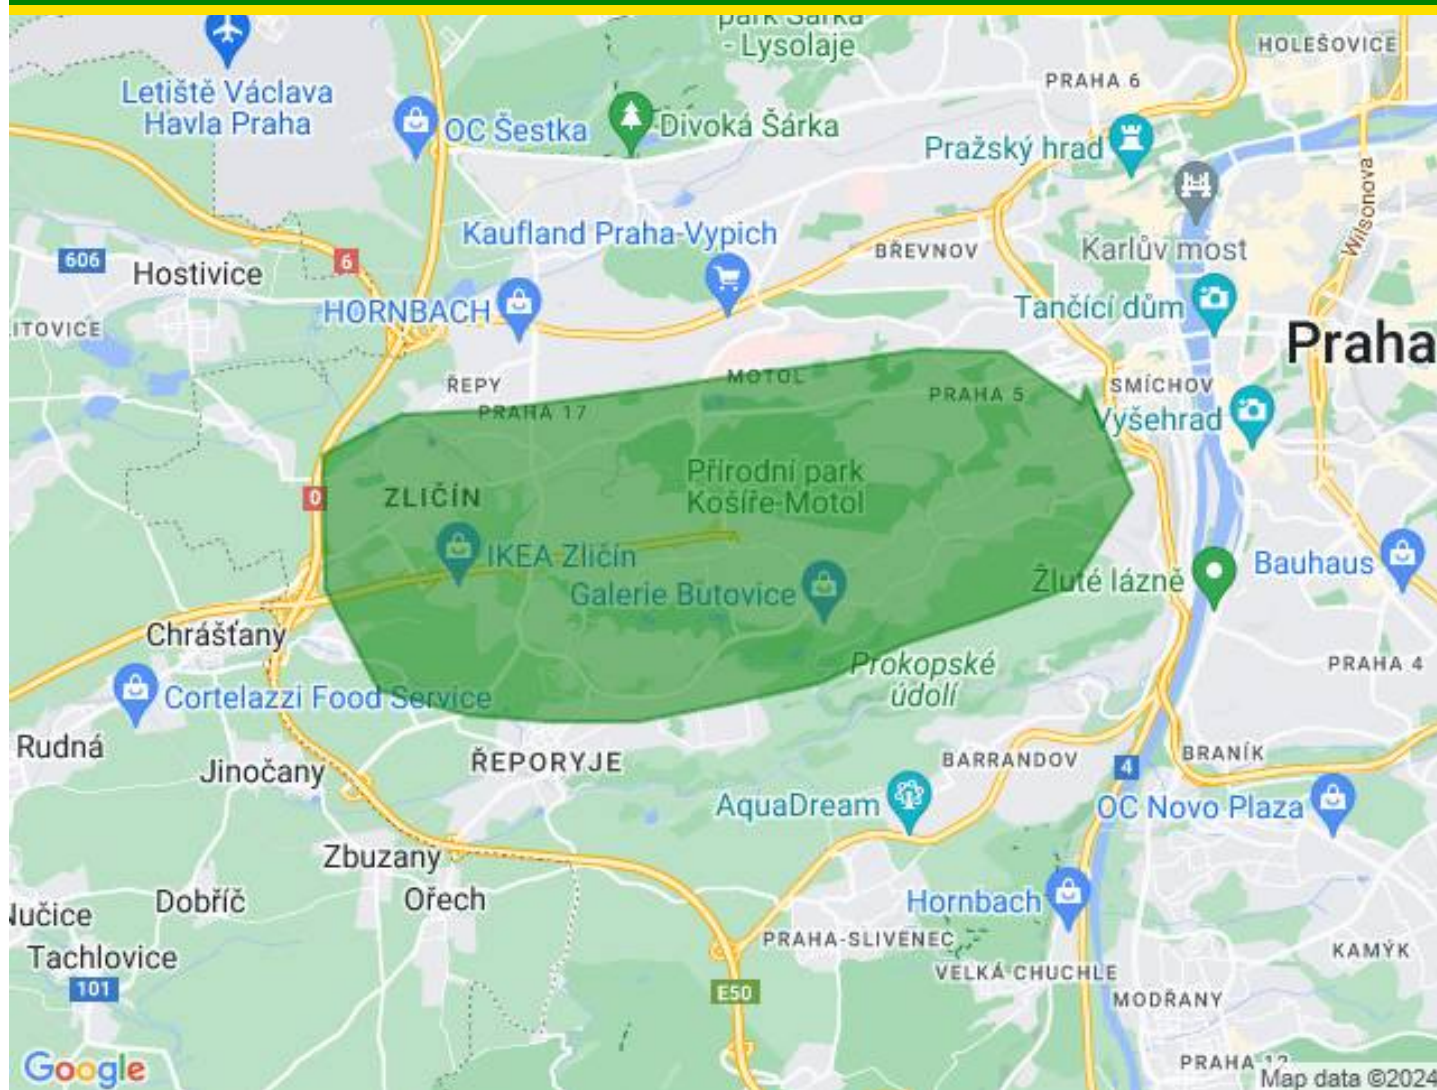 park Šárka
- Lysolaje
HOLEŠOVICE
PRAHA 6
Letiště Václava
Havla Praha
OC Šestka
Divoká Šárka
Pražský hrad
Wilsonova
Kaufland Praha-Vypich
BŘEVNOV
Karlův most
606
Hostivice
6
HORNBACH
Tančící dům
ITOVICE
Praha
ŘEPY
MOTOL
PRAHA 17
PRAHA 5
SMÍCHOV
Vyšehrad
Přírodní park
Košíře-Motol
ZLIČÍN
0
IKEA Zličín
Galerie Butovice
Žluté lázně
Bauhaus
Chrášťany
Prokopské
údolí
PRAHA 4
Cortelazzi Food Service
Rudná
Jinočany
ŘEPORYJE
BARRANDOV
4
BRANÍK
AquaDream
OC Novo Plaza
Zbuzany
Dobříč
Ořech
Hornbach
Nučice
Tachlovice
PRAHA-SLIVENEC
KAMÝK
VELKÁ CHUCHLE
101
E50
MODŘANY
Google
PRAHA 12
Map data ©2024